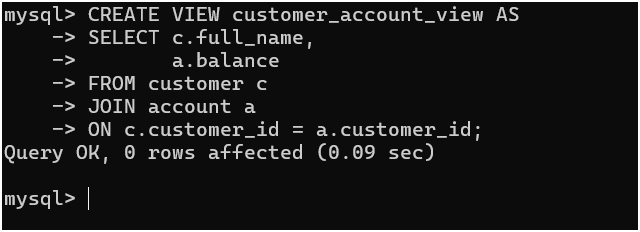 mysql> CREATE VIEW customer_account_view AS
    -> SELECT c.full_name,
    ->        a.balance
    -> FROM customer c
    -> JOIN account a
    -> ON c.customer_id = a.customer_id;
Query OK, 0 rows affected (0.09 sec)

mysql>